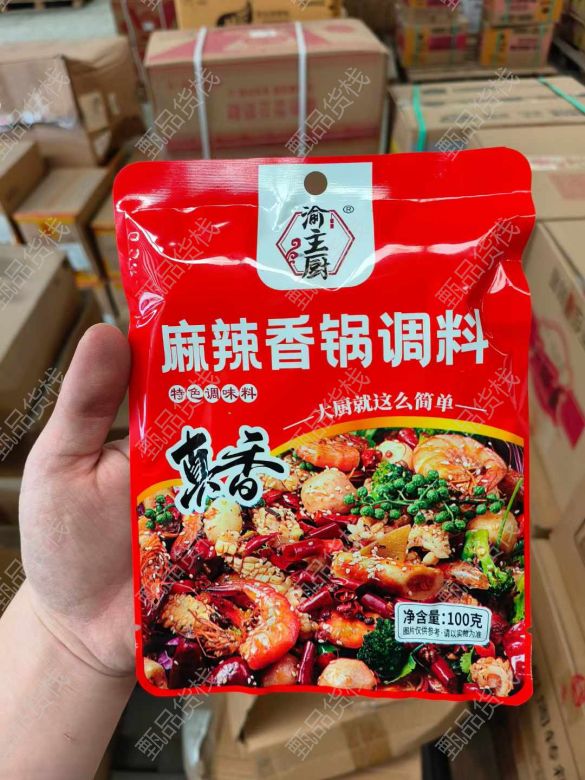 渝主厨®
麻辣香锅调料
特色调味料
大厨就这么简单
真香
净含量:100克
图片仅供参考·请以实物为准
甄品货栈